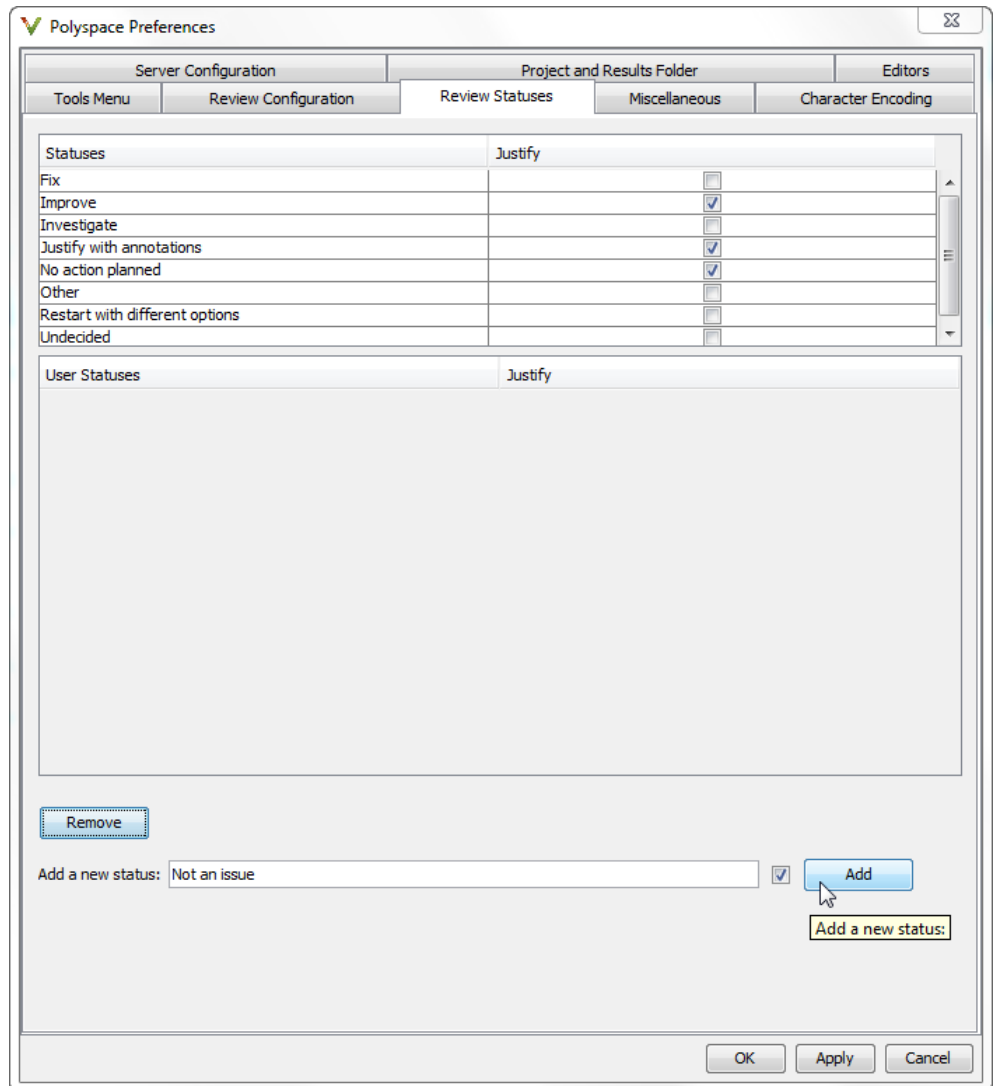 Polyspace Preferences
Server Configuration Project and Results Folder Editors
Tools Menu Review Configuration Review Statuses Miscellaneous Character Encoding
Statuses Justify
Fix
Improve
Investigate
Justify with annotations
No action planned
Other
Restart with different options
Undecided
User Statuses Justify
Remove
Add a new status: Not an issue Add
Add a new status:
OK Apply Cancel